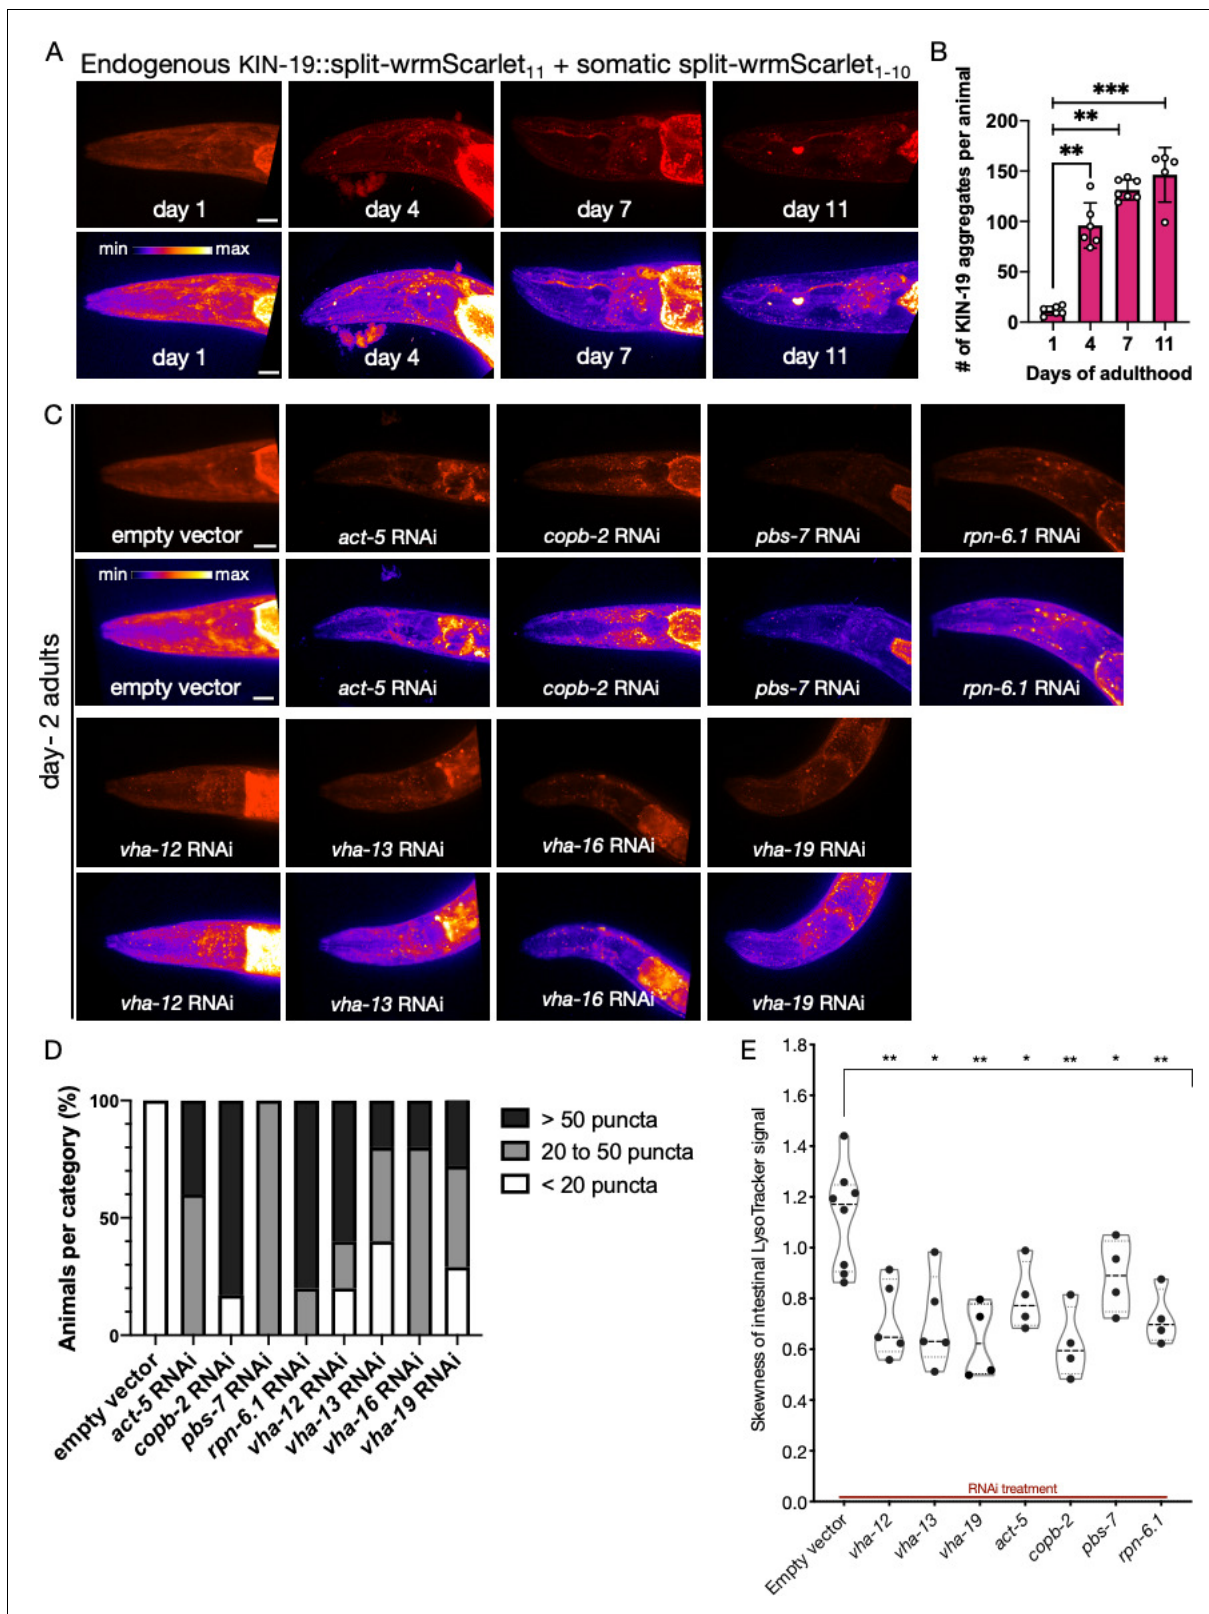 A
Endogenous KIN-19::split-wrmScarlet11 + somatic split-wrmScarlet1-10
day 1
day 4
day 7
day 11
min
max
day 1
day 4
day 7
day 11
B
# of KIN-19 aggregates per animal
***
**
**
200
150
100
50
0
1
4
7
11
Days of adulthood
C
day- 2 adults
empty vector
act-5 RNAi
copb-2 RNAi
pbs-7 RNAi
rpn-6.1 RNAi
min
max
empty vector
act-5 RNAi
copb-2 RNAi
pbs-7 RNAi
rpn-6.1 RNAi
vha-12 RNAi
vha-13 RNAi
vha-16 RNAi
vha-19 RNAi
vha-12 RNAi
vha-13 RNAi
vha-16 RNAi
vha-19 RNAi
D
Animals per category (%)
100
50
0
empty vector
act-5 RNAi
copb-2 RNAi
pbs-7 RNAi
rpn-6.1 RNAi
vha-12 RNAi
vha-13 RNAi
vha-16 RNAi
vha-19 RNAi
> 50 puncta
20 to 50 puncta
< 20 puncta
E
Skewness of intestinal LysoTracker signal
1.8
1.6
1.4
1.2
1.0
0.8
0.6
0.4
0.2
0.0
**
*
**
*
**
*
**
RNAi treatment
Empty vector
vha-12
vha-13
vha-19
act-5
copb-2
pbs-7
rpn-6.1